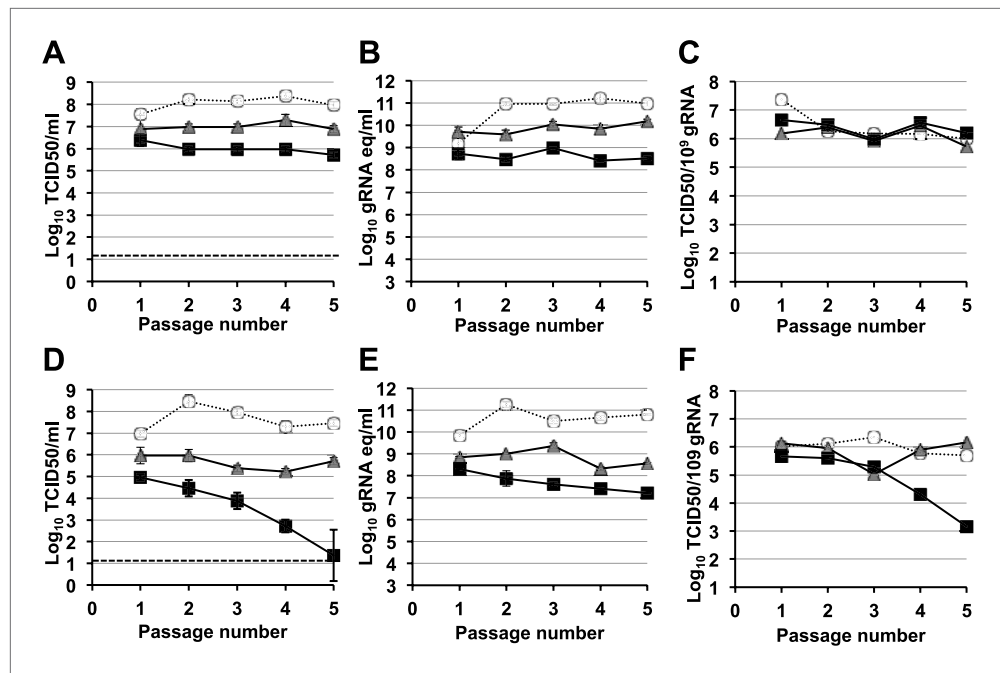 A
B
C
Log10 TCID50/ml
9
8
7
6
5
4
3
2
1
0
0 1 2 3 4 5
Passage number
Log10 gRNA eq/ml
12
11
10
9
8
7
6
5
4
3
0 1 2 3 4 5
Passage number
Log10 TCID50/10⁹ gRNA
8
7
6
5
4
3
2
1
0 1 2 3 4 5
Passage number
D
E
F
Log10 TCID50/ml
9
8
7
6
5
4
3
2
1
0
0 1 2 3 4 5
Passage number
Log10 gRNA eq/ml
12
11
10
9
8
7
6
5
4
3
0 1 2 3 4 5
Passage number
Log10 TCID50/109 gRNA
8
7
6
5
4
3
2
1
0 1 2 3 4 5
Passage number